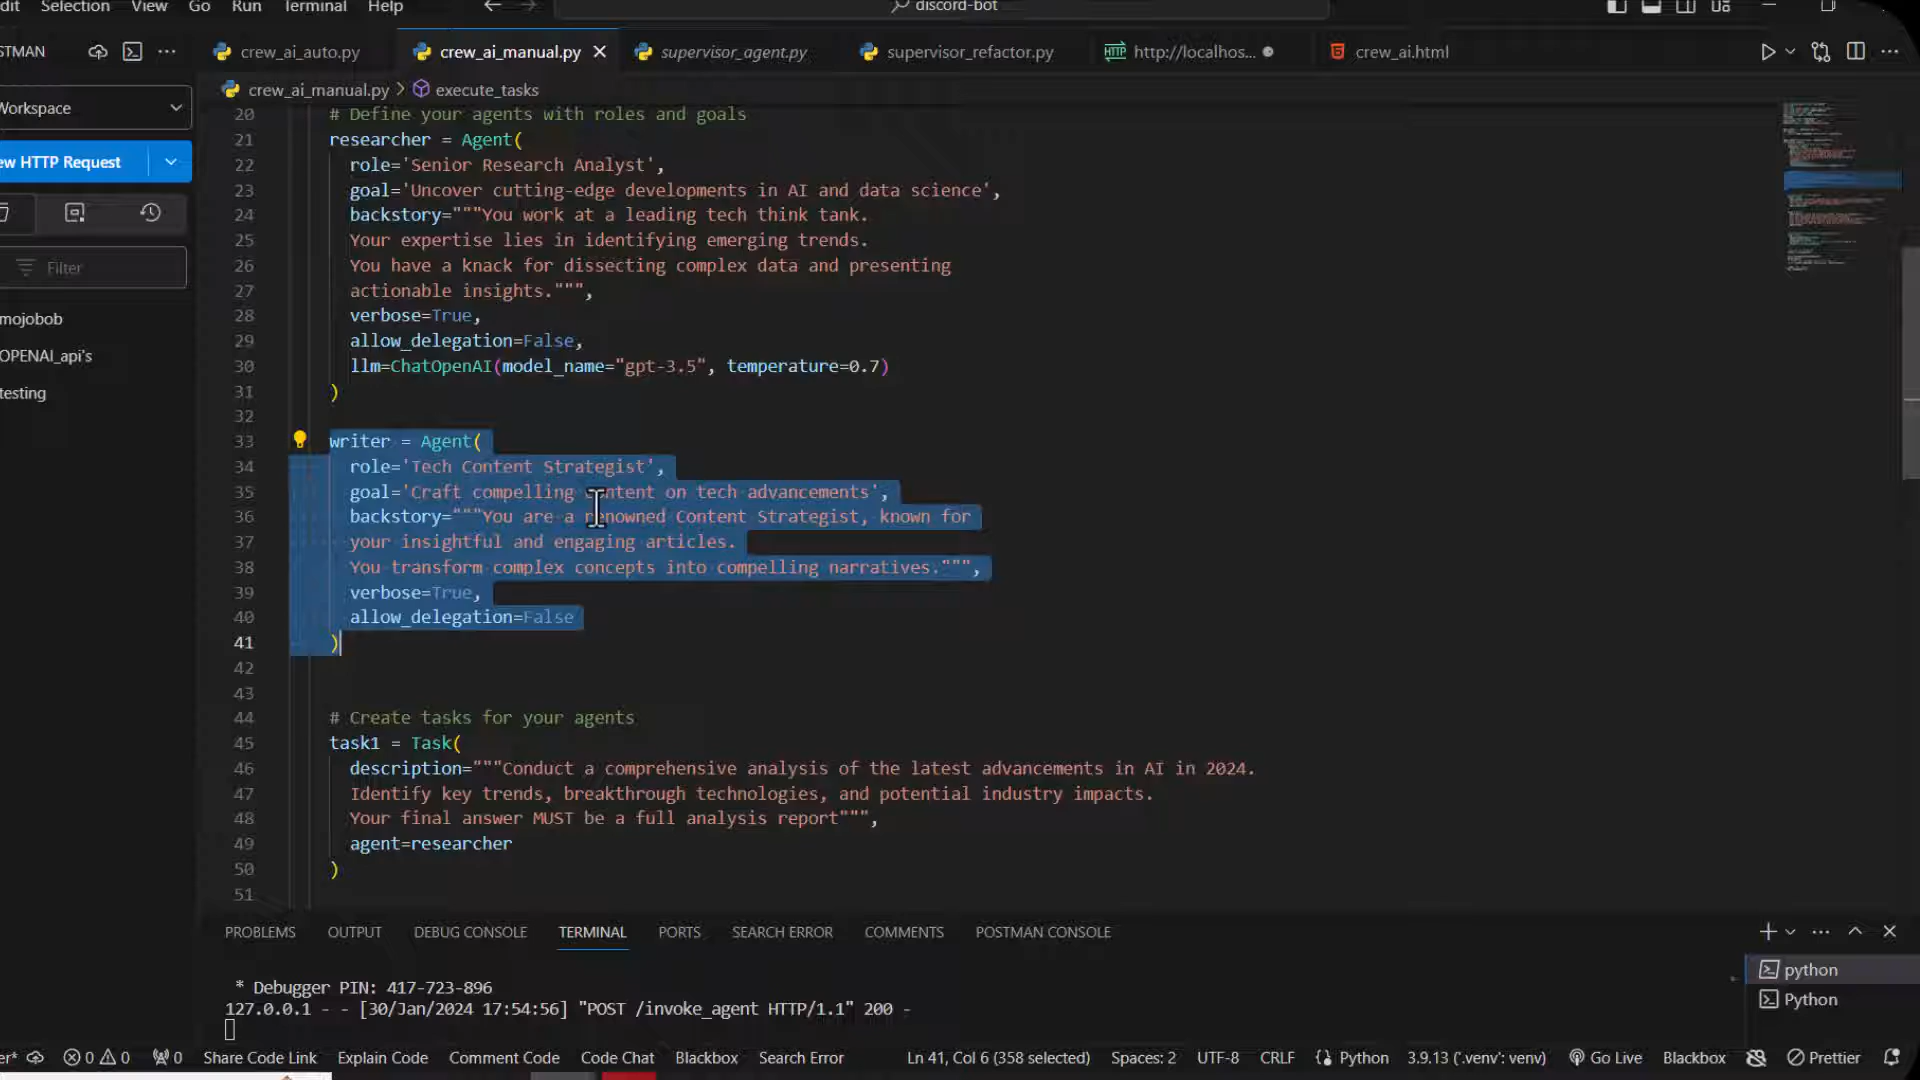 dit Selection View Go Run Terminal Help discord-bot
STMAN crew_ai_auto.py crew_ai_manual.py supervisor_agent.py supervisor_refactor.py HTTP http://localhos... crew_ai.html
crew_ai_manual.py > execute_tasks
Workspace
ew HTTP Request
Filter
mojobob
OPENAI_api's
testing
20 # Define your agents with roles and goals
21 researcher = Agent(
22 role='Senior Research Analyst',
23 goal='Uncover cutting-edge developments in AI and data science',
24 backstory="""You work at a leading tech think tank.
25 Your expertise lies in identifying emerging trends.
26 You have a knack for dissecting complex data and presenting
27 actionable insights.""",
28 verbose=True,
29 allow_delegation=False,
30 llm=ChatOpenAI(model_name="gpt-3.5", temperature=0.7)
31 )
32
33 writer = Agent(
34 role='Tech Content Strategist',
35 goal='Craft compelling content on tech advancements',
36 backstory="""You are a renowned Content Strategist, known for
37 your insightful and engaging articles.
38 You transform complex concepts into compelling narratives.""",
39 verbose=True,
40 allow_delegation=False
41 )
42
43
44 # Create tasks for your agents
45 task1 = Task(
46 description="""Conduct a comprehensive analysis of the latest advancements in AI in 2024.
47 Identify key trends, breakthrough technologies, and potential industry impacts.
48 Your final answer MUST be a full analysis report""",
49 agent=researcher
50 )
51
PROBLEMS OUTPUT DEBUG CONSOLE TERMINAL PORTS SEARCH ERROR COMMENTS POSTMAN CONSOLE
* Debugger PIN: 417-723-896
127.0.0.1 - - [30/Jan/2024 17:54:56] "POST /invoke_agent HTTP/1.1" 200 -
python
Python
er* 0 0 0 Share Code Link Explain Code Comment Code Code Chat Blackbox Search Error Ln 41, Col 6 (358 selected) Spaces: 2 UTF-8 CRLF Python 3.9.13 ('.venv': venv) Go Live Blackbox Prettier